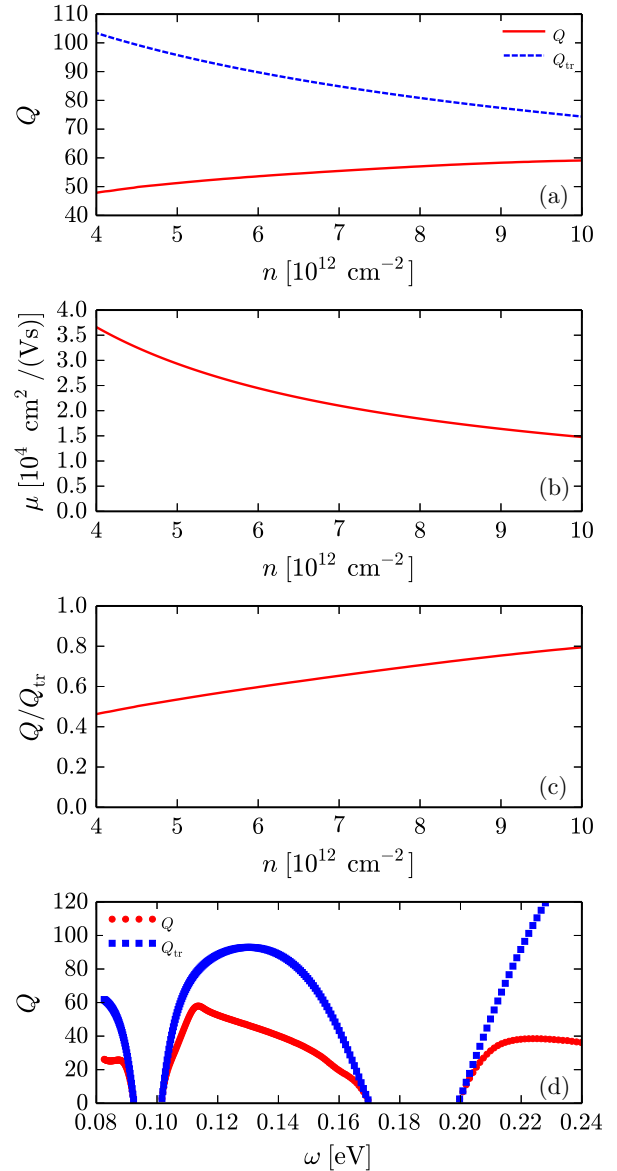 110
100
90
80
70
60
50
40
Q
Q
Q_tr
(a)
4 5 6 7 8 9 10
n [10^12 cm^−2]
4.0
3.5
3.0
2.5
2.0
1.5
1.0
0.5
0.0
μ [10^4 cm^2 /(Vs)]
(b)
4 5 6 7 8 9 10
n [10^12 cm^−2]
1.0
0.8
0.6
0.4
0.2
0.0
Q/Q_tr
(c)
4 5 6 7 8 9 10
n [10^12 cm^−2]
120
100
80
60
40
20
0
Q
Q
Q_tr
(d)
0.08 0.10 0.12 0.14 0.16 0.18 0.20 0.22 0.24
ω [eV]